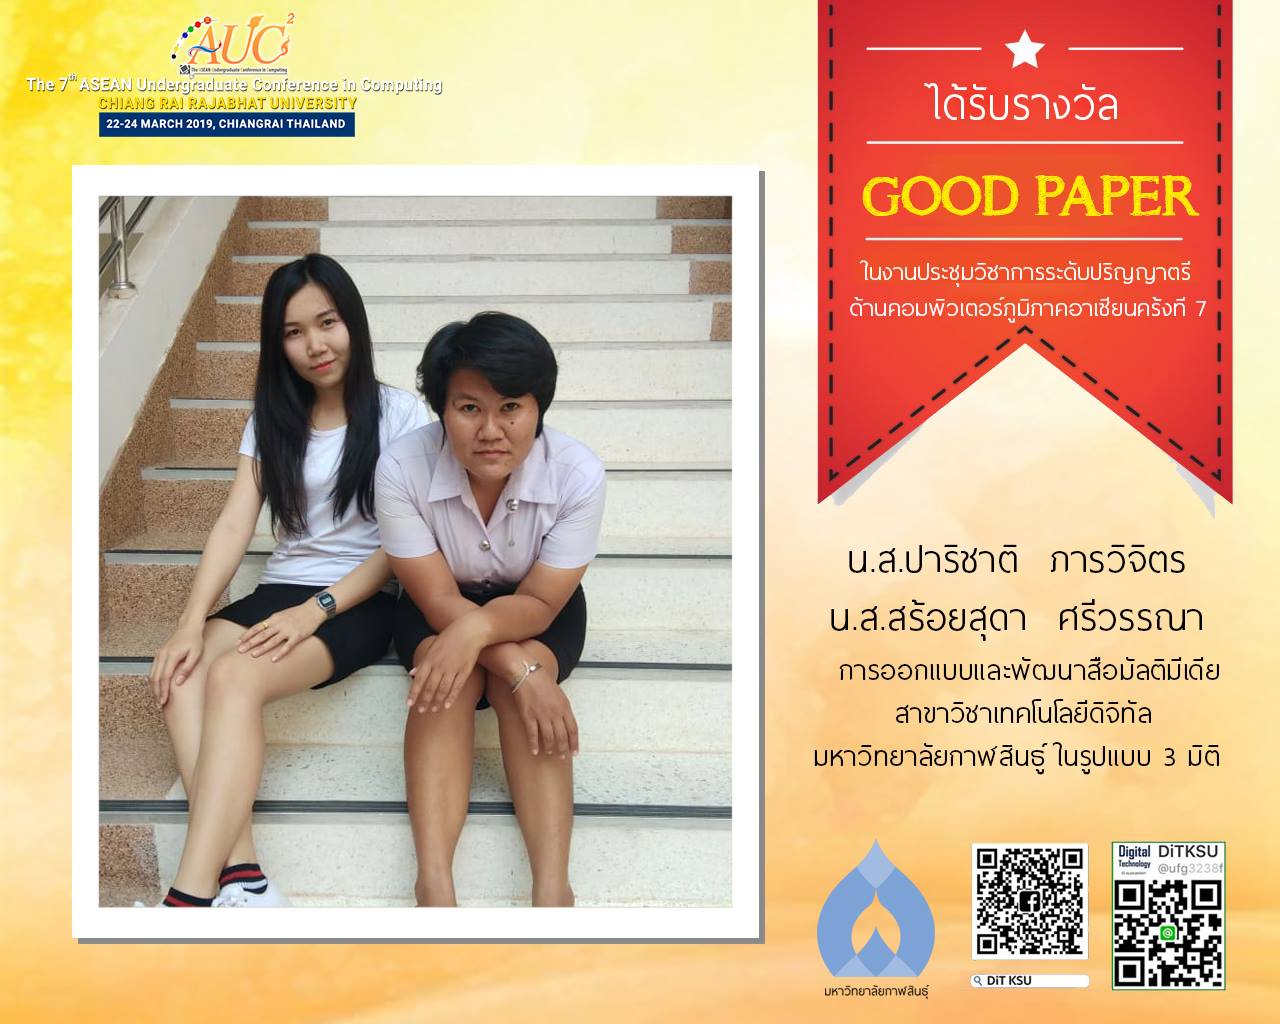 AUC²
The ASEAN Undergraduate Conference in Computing
The 7th ASEAN Undergraduate Conference in Computing
CHIANG RAI RAJABHAT UNIVERSITY
22-24 MARCH 2019, CHIANGRAI THAILAND
ได้รับรางวัล
GOOD PAPER
ในงานประชุมวิชาการระดับปริญญาตรี
ด้านคอมพิวเตอร์ภูมิภาคอาเซียนครั้งที่ 7
น.ส.ปาริชาติ ภารวิจิตร
น.ส.สร้อยสุดา ศรีวรรณา
การออกแบบและพัฒนาสื่อมัลติมีเดีย
สาขาวิชาเทคโนโลยีดิจิทัล
มหาวิทยาลัยกาฬสินธุ์ ในรูปแบบ 3 มิติ
มหาวิทยาลัยกาฬสินธุ์
DiT KSU
Digital Technology
DiTKSU
@ufg3238f